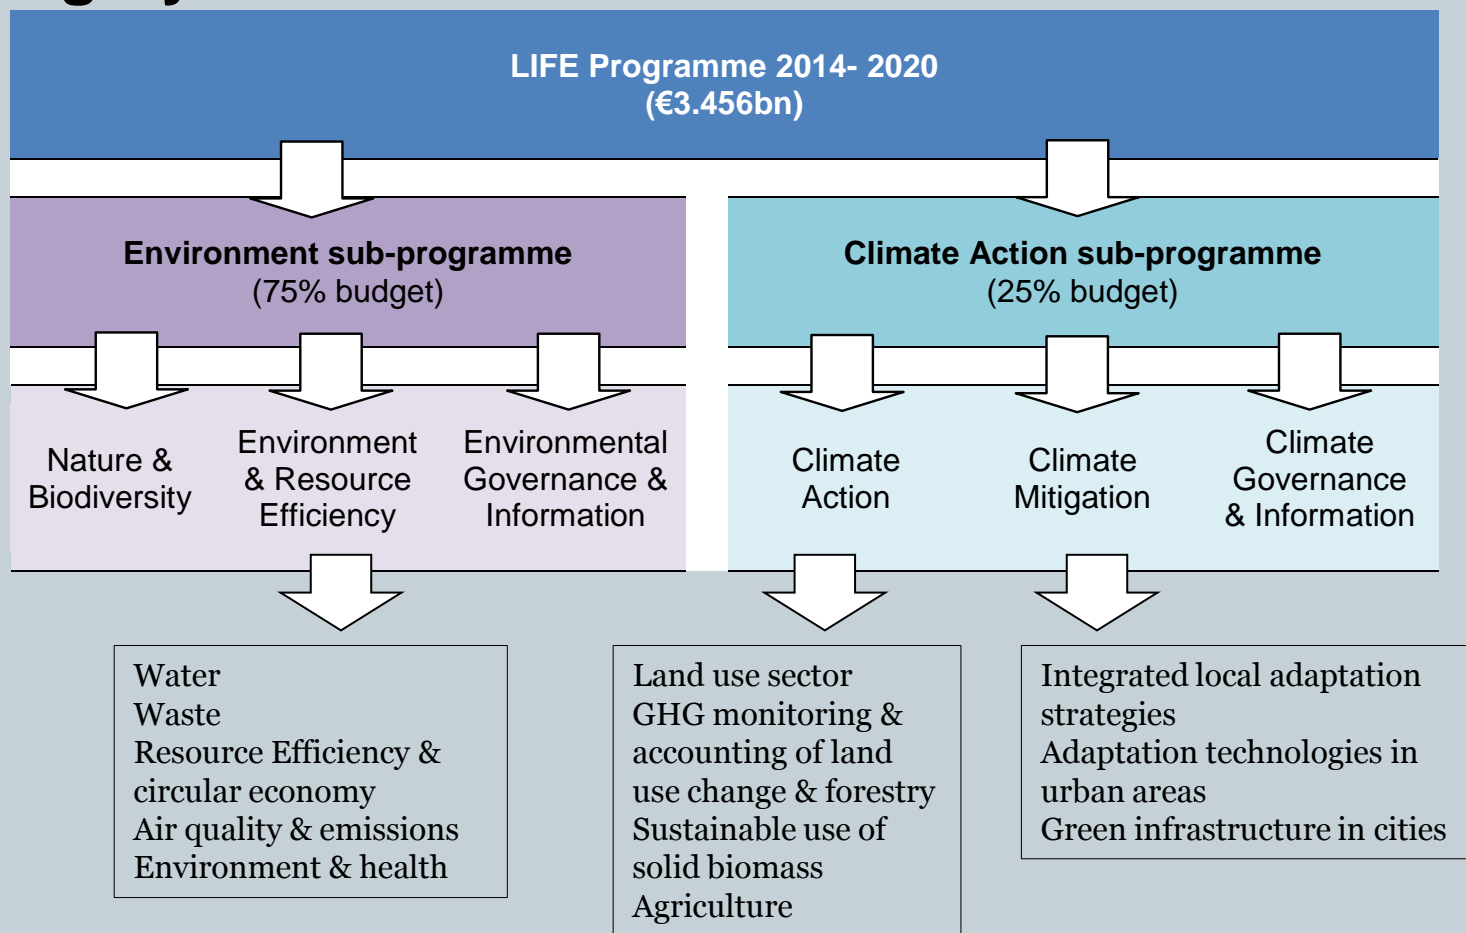 LIFE Programme 2014- 2020
(€3.456bn)
Environment sub-programme
(75% budget)
Climate Action sub-programme
(25% budget)
Nature &
Biodiversity
Environment
& Resource
Efficiency
Environmental
Governance &
Information
Climate
Action
Climate
Mitigation
Climate
Governance
& Information
Water
Waste
Resource Efficiency &
circular economy
Air quality & emissions
Environment & health
Land use sector
GHG monitoring &
accounting of land
use change & forestry
Sustainable use of
solid biomass
Agriculture
Integrated local adaptation
strategies
Adaptation technologies in
urban areas
Green infrastructure in cities